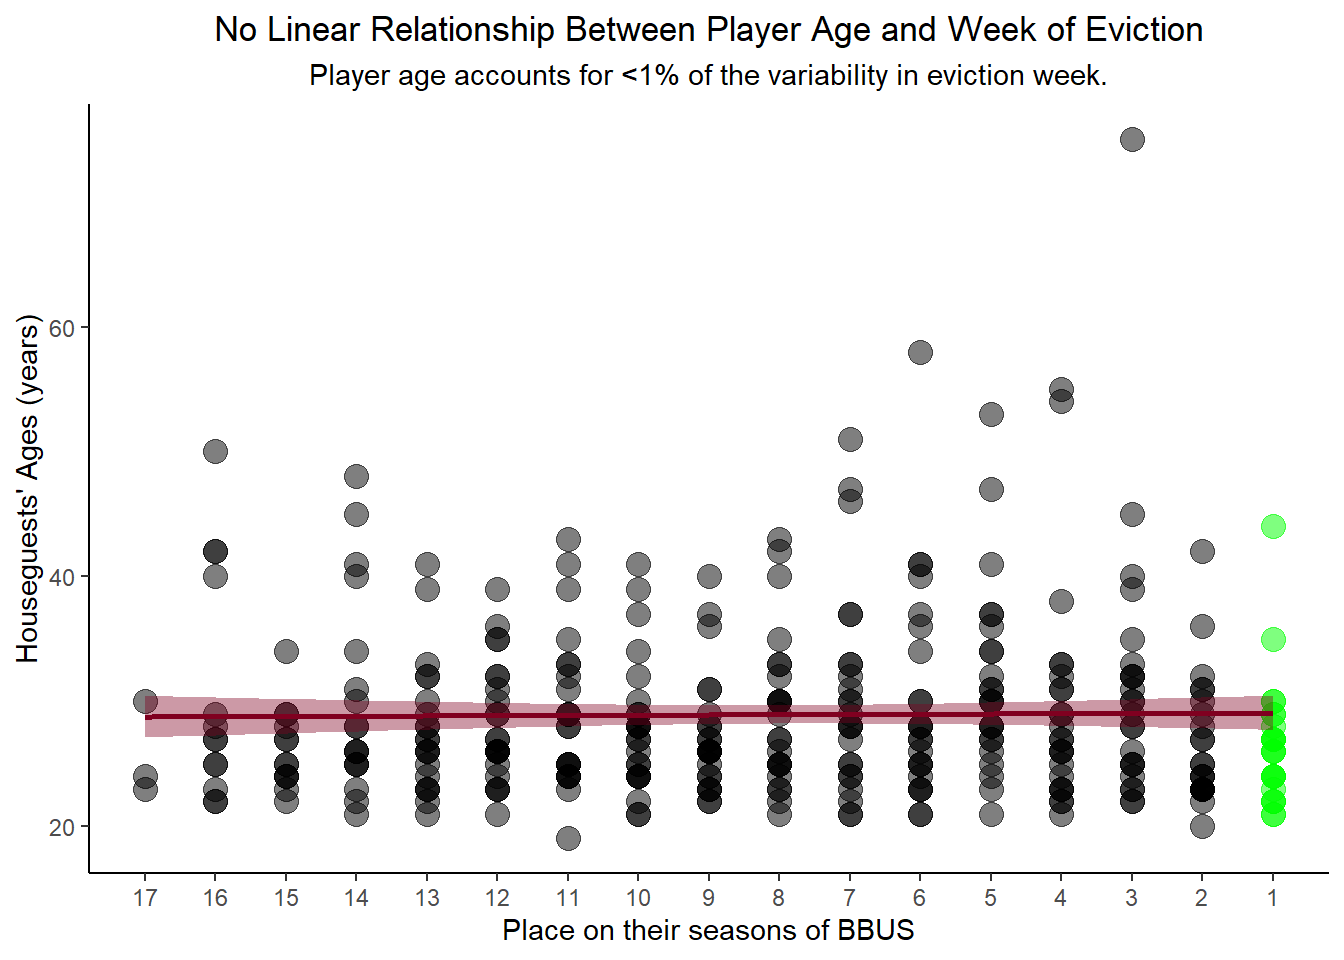 No Linear Relationship Between Player Age and Week of Eviction
Player age accounts for <1% of the variability in eviction week.
Houseguests' Ages (years)
60
40
20
17 16 15 14 13 12 11 10 9 8 7 6 5 4 3 2 1
Place on their seasons of BBUS